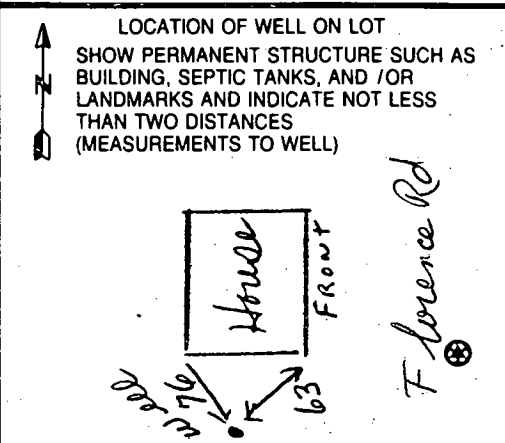 LOCATION OF WELL ON LOT
SHOW PERMANENT STRUCTURE SUCH AS
BUILDING, SEPTIC TANKS, AND /OR
LANDMARKS AND INDICATE NOT LESS
THAN TWO DISTANCES
(MEASUREMENTS TO WELL)
N
House
FRONT
Florence Rd
well
76
63